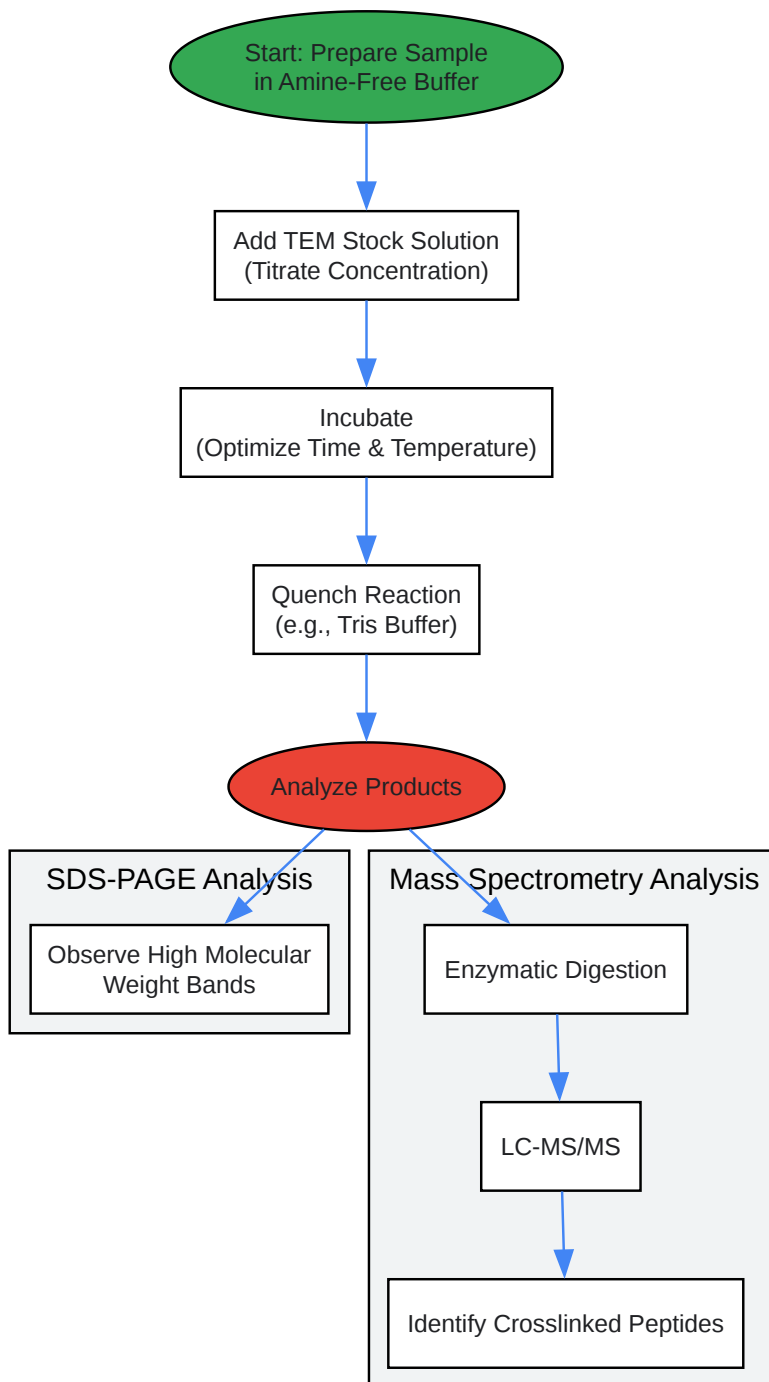 Start: Prepare Sample
in Amine-Free Buffer
Add TEM Stock Solution
(Titrate Concentration)
Incubate
(Optimize Time & Temperature)
Quench Reaction
(e.g., Tris Buffer)
Analyze Products
SDS-PAGE Analysis
Observe High Molecular
Weight Bands
Mass Spectrometry Analysis
Enzymatic Digestion
LC-MS/MS
Identify Crosslinked Peptides